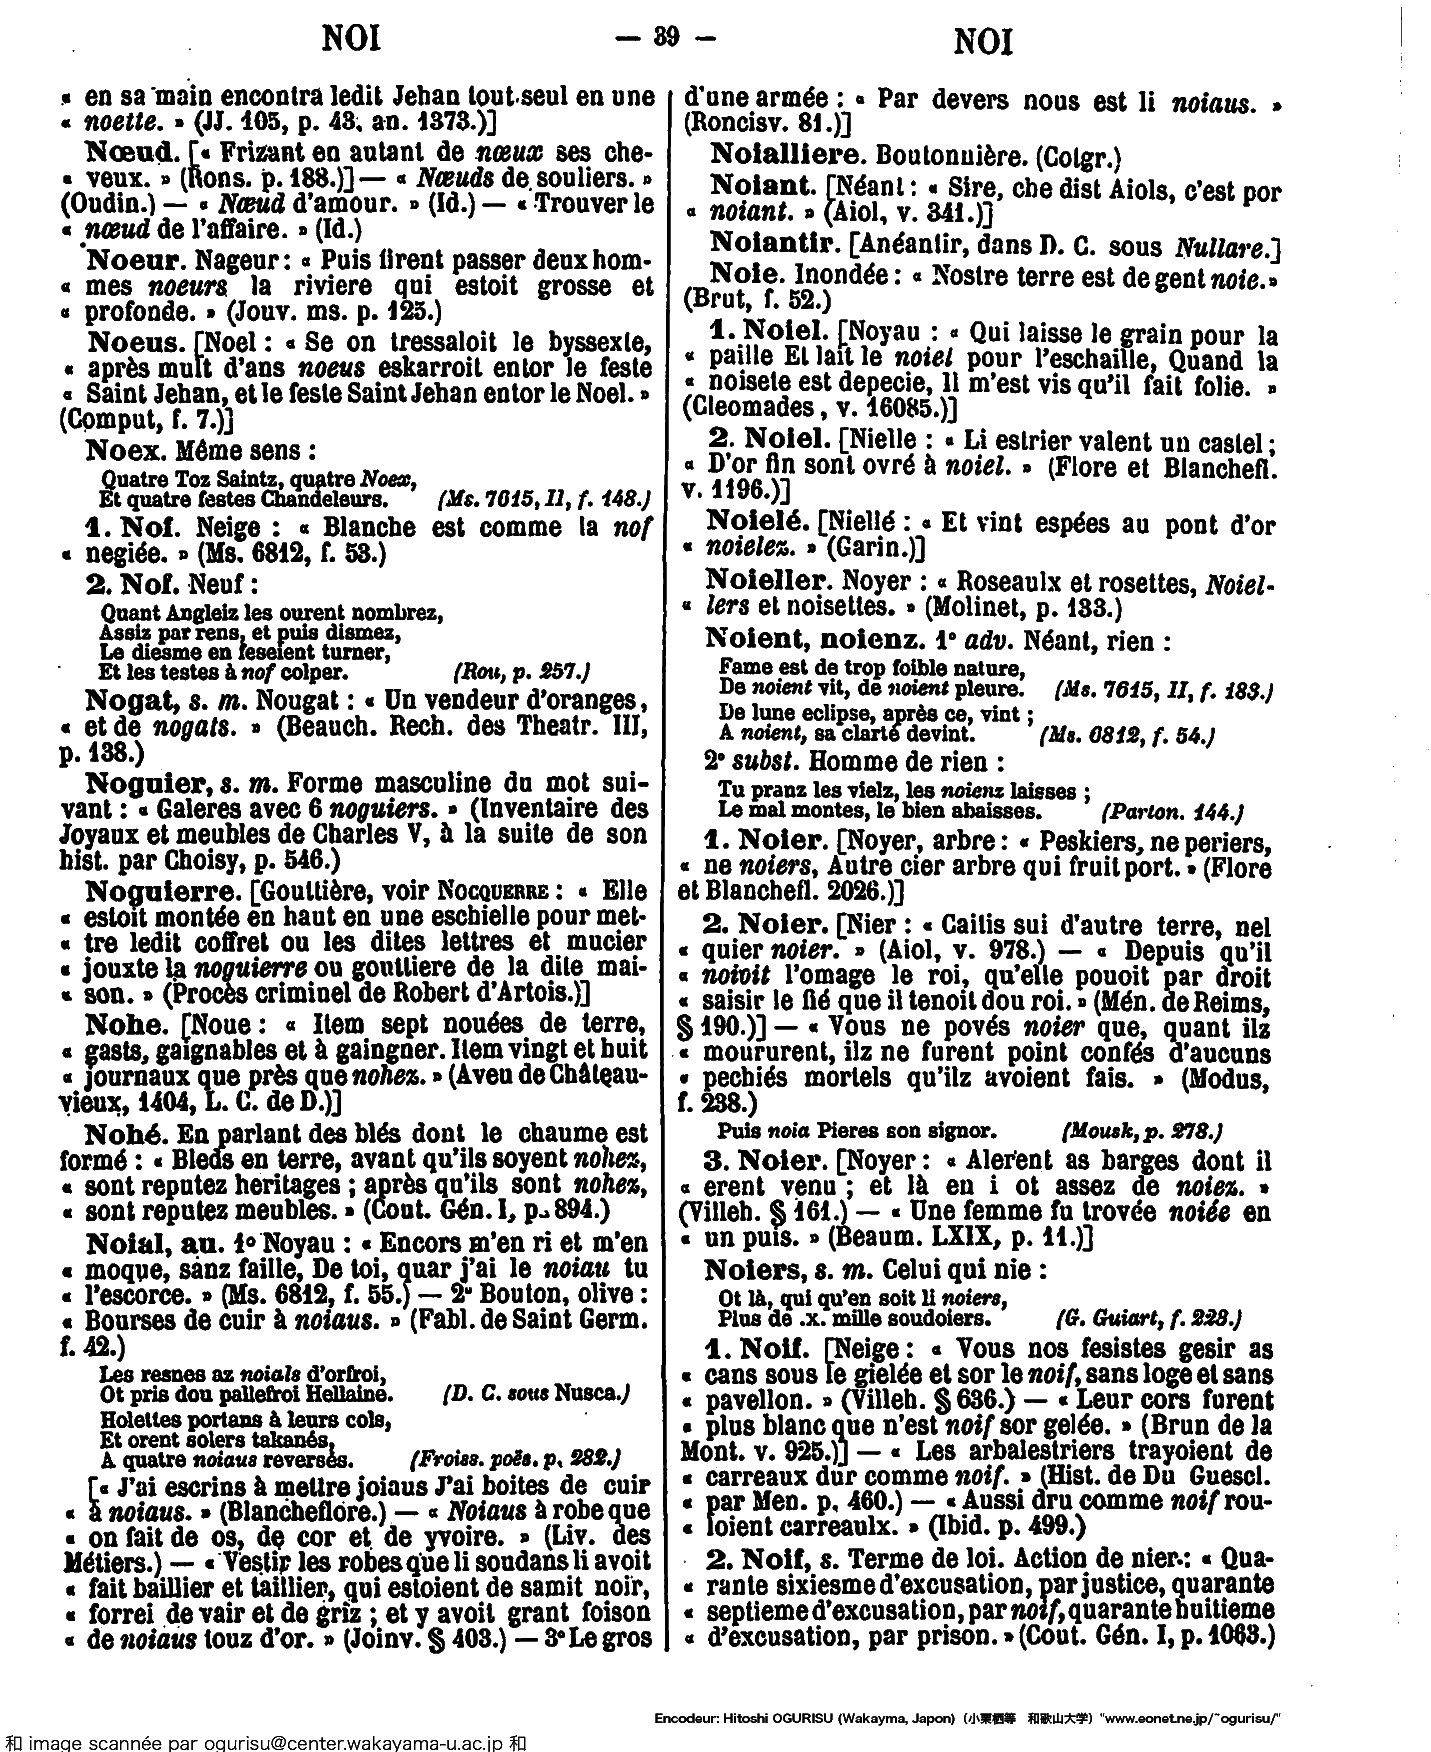 NOI — 39 — NOI
« en sa main encontra ledit Jehan tout seul en une
« noette. » (JJ. 105, p. 43, an. 1373.)]
Nœud. [« Frizant en autant de nœux ses che-
« veux. » (Rons. p. 188.)] — « Nœuds de souliers. »
(Oudin.) — « Nœud d'amour. » (Id.) — « Trouver le
« nœud de l'affaire. » (Id.)
Noeur. Nageur : « Puis firent passer deux hom-
« mes noeurs la riviere qui estoit grosse et
« profonde. » (Jouv. ms. p. 125.)
Noeus. [Noel : « Se on tressaloit le byssexte,
« après mult d'ans noeus eskarroit entor le feste
« Saint Jehan, et le feste Saint Jehan entor le Noel. »
(Comput, f. 7.)]
Noex. Même sens :
Quatre Toz Saintz, quatre Noex,
Et quatre festes Chandeleurs. (Ms. 7615, II, f. 148.)
1. Nof. Neige : « Blanche est comme la nof
« negiée. » (Ms. 6812, f. 53.)
2. Nof. Neuf :
Quant Angleiz les ourent nombrez,
Assiz par rens, et puis dismez,
Le diesme en feseient turner,
Et les testes à nof colper. (Rou, p. 257.)
Nogat, s. m. Nougat : « Un vendeur d'oranges,
« et de nogats. » (Beauch. Rech. des Theatr. III,
p. 138.)
Noguier, s. m. Forme masculine du mot sui-
vant : « Galeres avec 6 noguiers. » (Inventaire des
Joyaux et meubles de Charles V, à la suite de son
hist. par Choisy, p. 546.)
Noguierre. [Gouttière, voir NOCQUERRE : « Elle
« estoit montée en haut en une eschielle pour met-
« tre ledit coffret ou les dites lettres et mucier
« jouxte la noguierre ou gouttiere de la dite mai-
« son. » (Procès criminel de Robert d'Artois.)]
Nohe. [Noue : « Item sept nouées de terre,
« gasts, gaignables et à gaingner. Item vingt et huit
« journaux que près que nohez. » (Aveu de Château-
vieux, 1404, L. C. de D.)]
Nohé. En parlant des blés dont le chaume est
formé : « Bleds en terre, avant qu'ils soyent nohez,
« sont reputez heritages ; après qu'ils sont nohez,
« sont reputez meubles. » (Cout. Gén. I, p. 894.)
Noial, au. 1° Noyau : « Encors m'en ri et m'en
« moque, sanz faille, De toi, quar j'ai le noiau tu
« l'escorce. » (Ms. 6812, f. 55.) — 2° Bouton, olive :
« Bourses de cuir à noiaus. » (Fabl. de Saint Germ.
f. 42.)
Les resnes az noials d'orfroi,
Ot pris dou pallefroi Hellaine. (D. C. sous Nusca.)
Holettes portans à leurs cols,
Et orent solers takanés,
A quatre noiaus reversés. (Froiss. poës. p. 282.)
[« J'ai escrins à mettre joiaus J'ai boites de cuir
« à noiaus. » (Blancheflore.) — « Noiaus à robe que
« on fait de os, de cor et de yvoire. » (Liv. des
Métiers.) — « Vestir les robes que li soudans li avoit
« fait baillier et taillier, qui estoient de samit noir,
« forrei de vair et de griz ; et y avoit grant foison
« de noiaus touz d'or. » (Joinv. § 403.) — 3° Le gros
d'une armée : « Par devers nous est li noiaus. »
(Roncisv. 81.)]
Noialliere. Boutonnière. (Cotgr.)
Noiant. [Néant : « Sire, che dist Aiols, c'est por
« noiant. » (Aiol, v. 341.)]
Noiantir. [Anéantir, dans D. C. sous Nullare.]
Noie. Inondée : « Nostre terre est de gent noie. »
(Brut, f. 52.)
1. Noiel. [Noyau : « Qui laisse le grain pour la
« paille Et lait le noiel pour l'eschaille, Quand la
« noisete est depecie, Il m'est vis qu'il fait folie. »
(Cleomades, v. 16085.)]
2. Noiel. [Nielle : « Li estrier valent un castel ;
« D'or fin sont ovré à noiel. » (Flore et Blanchefl.
v. 1196.)]
Noielé. [Niellé : « Et vint espées au pont d'or
« noielez. » (Garin.)]
Noieller. Noyer : « Roseaulx et rosettes, Noiel-
« lers et noisettes. » (Molinet, p. 133.)
Noient, noienz. 1° adv. Néant, rien :
Fame est de trop foible nature,
De noient vit, de noient pleure. (Ms. 7615, II, f. 183.)
De lune eclipse, après ce, vint ;
A noient, sa clarté devint. (Ms. 6812, f. 54.)
2° subst. Homme de rien :
Tu pranz les vielz, les noienz laisses ;
Le mal montes, le bien abaisses. (Parton. 144.)
1. Noier. [Noyer, arbre : « Peskiers, ne periers,
« ne noiers, Autre cier arbre qui fruit port. » (Flore
et Blanchefl. 2026.)]
2. Noier. [Nier : « Caitis sui d'autre terre, nel
« quier noier. » (Aiol, v. 978.) — « Depuis qu'il
« noioit l'omage le roi, qu'elle pouoit par droit
« saisir le fié que il tenoit dou roi. » (Mén. de Reims,
§ 190.)] — « Vous ne povés noier que, quant ilz
« moururent, ilz ne furent point confés d'aucuns
« pechiés mortels qu'ilz avoient fais. » (Modus,
f. 238.)
Puis noia Pieres son signor. (Mousk, p. 278.)
3. Noier. [Noyer : « Alerent as barges dont il
« erent venu ; et là en i ot assez de noiez. »
(Villeh. § 161.) — « Une femme fu trovée noiée en
« un puis. » (Beaum. LXIX, p. 11.)]
Noiers, s. m. Celui qui nie :
Ot là, qui qu'en soit li noiers,
Plus de .x. mille soudoiers. (G. Guiart, f. 228.)
1. Noif. [Neige : « Vous nos fesistes gesir as
« cans sous le gielée et sor le noif, sans loge et sans
« pavellon. » (Villeh. § 636.) — « Leur cors furent
« plus blanc que n'est noif sor gelée. » (Brun de la
Mont. v. 925.)] — « Les arbalestriers trayoient de
« carreaux dur comme noif. » (Hist. de Du Guescl.
« par Men. p. 460.) — « Aussi dru comme noif rou-
« loient carreaulx. » (Ibid. p. 499.)
2. Noif, s. Terme de loi. Action de nier : « Qua-
« rante sixiesme d'excusation, par justice, quarante
« septieme d'excusation, par noif, quarante huitieme
« d'excusation, par prison. » (Cout. Gén. I, p. 1063.)
Encodeur: Hitoshi OGURISU (Wakayma, Japon) (小栗栖等 和歌山大学) "www.eonet.ne.jp/~ogurisu/"
和 image scannée par ogurisu@center.wakayama-u.ac.jp 和